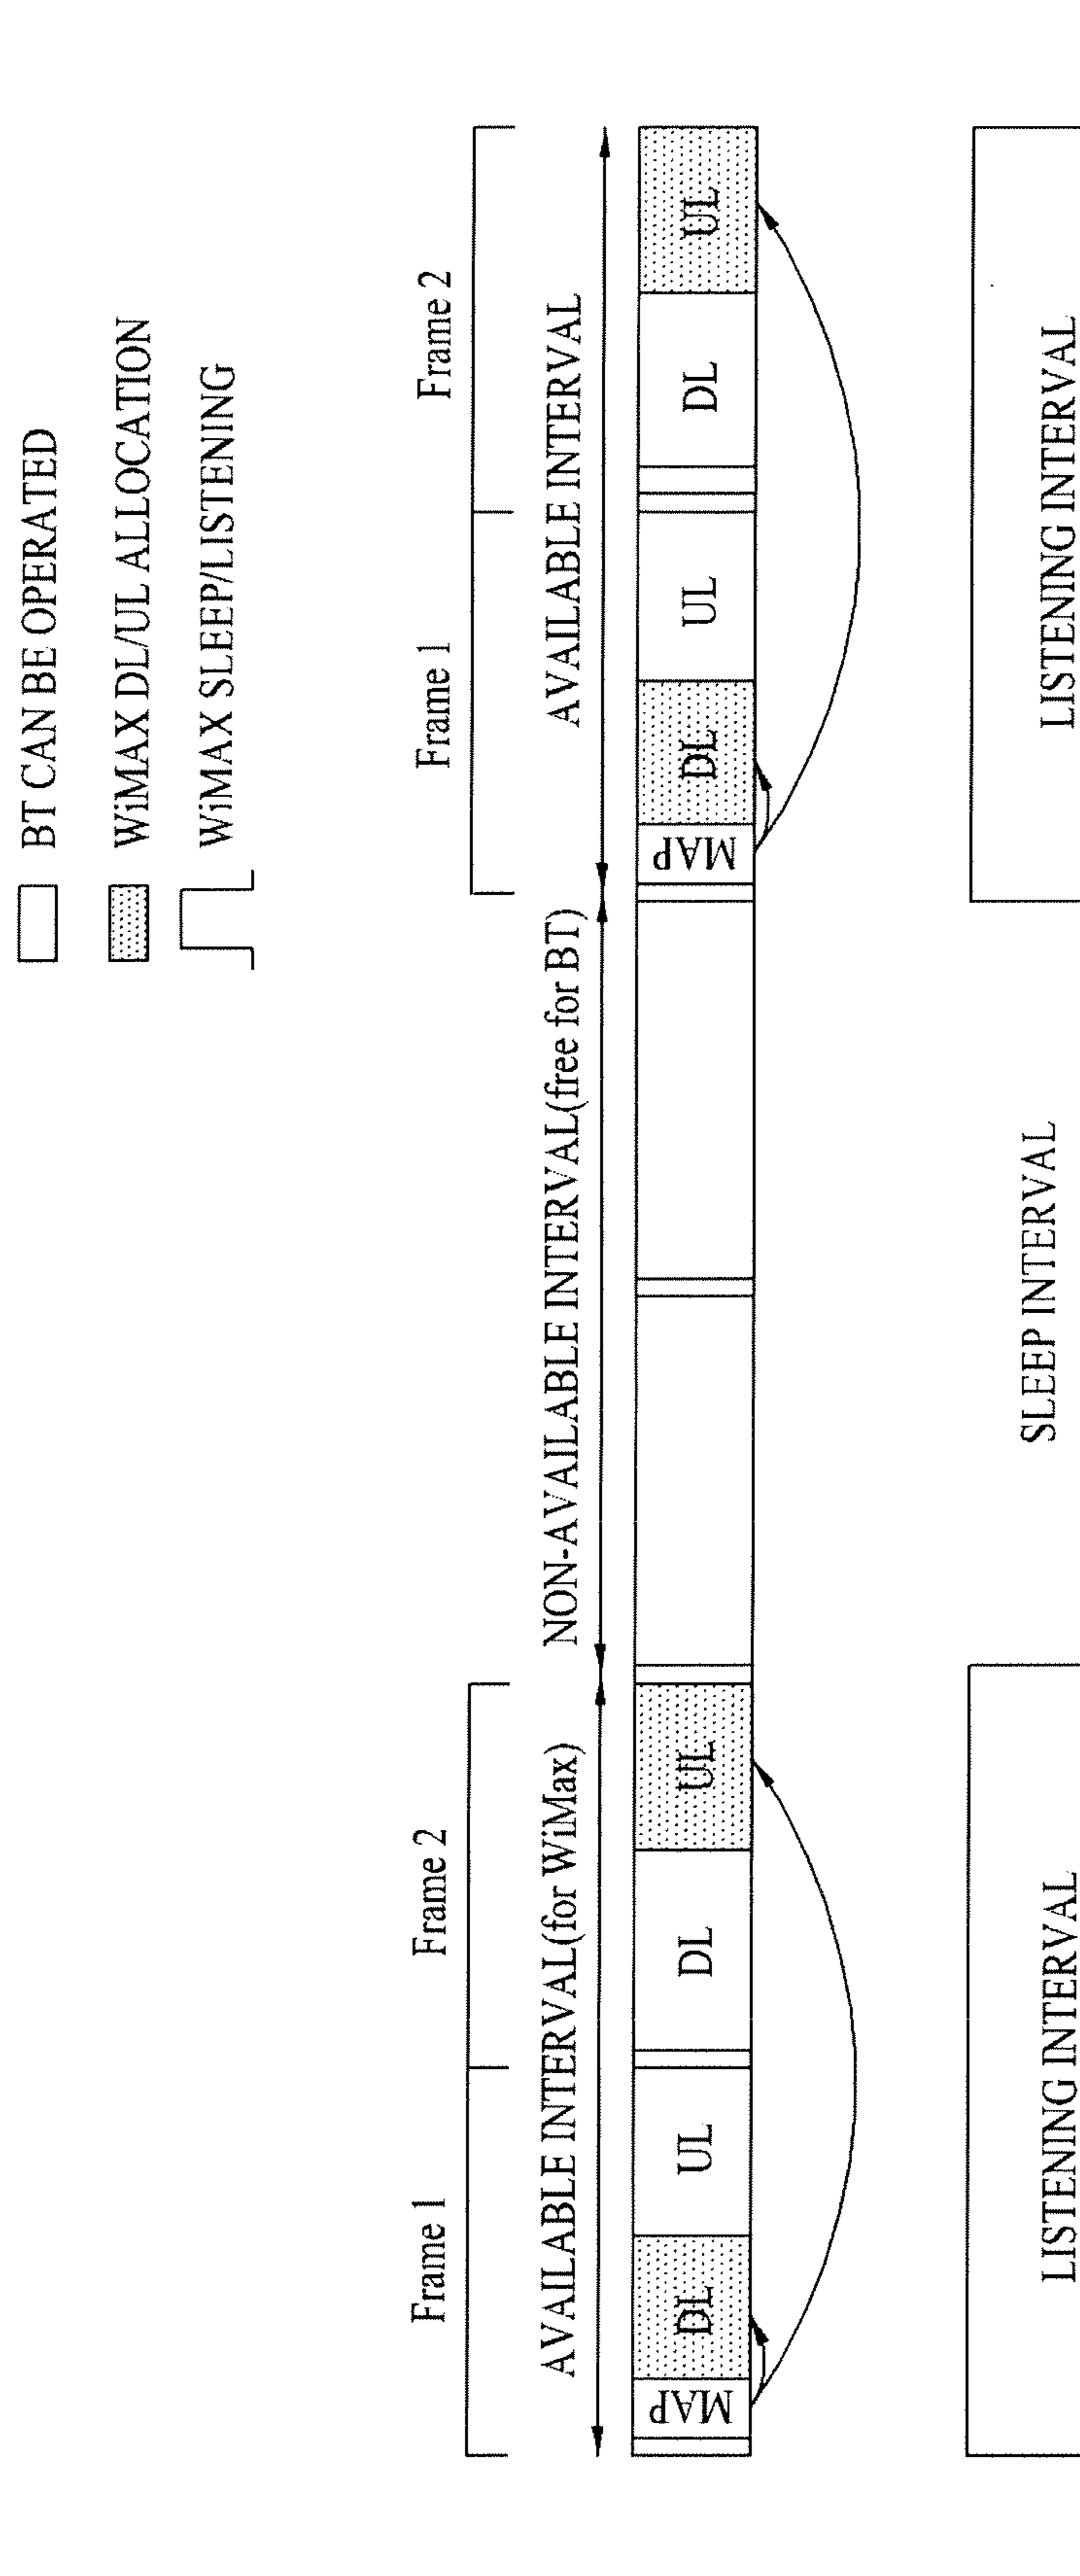 BT CAN BE OPERATED
WiMAX DL/UL ALLOCATION
WiMAX SLEEP/LISTENING
Frame 1
Frame 2
Frame 1
Frame 2
AVAILABLE INTERVAL(for WiMax)
NON-AVAILABLE INTERVAL(free for BT)
AVAILABLE INTERVAL
MAP
DL
UL
DL
UL
MAP
DL
UL
DL
UL
LISTENING INTERVAL
SLEEP INTERVAL
LISTENING INTERVAL